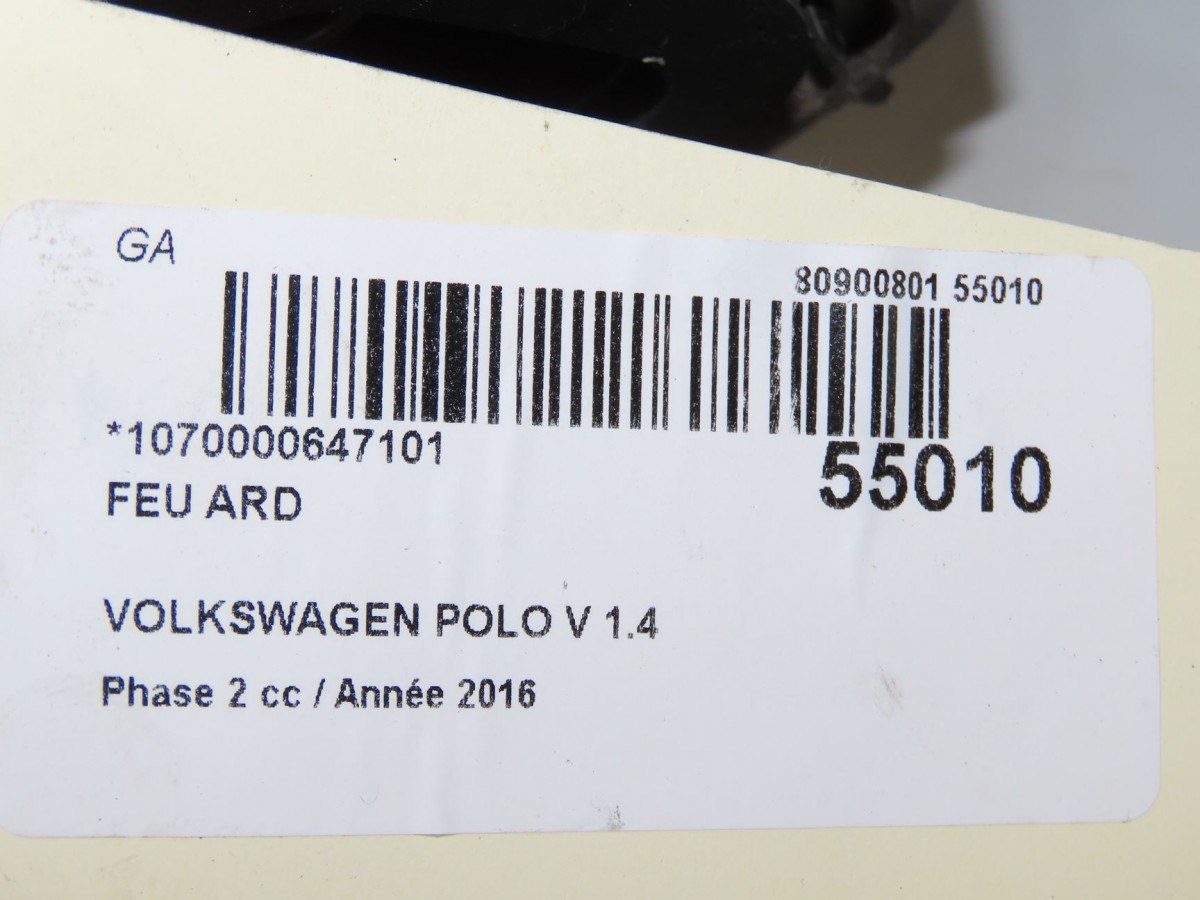 GA
80900801 55010
*1070000647101
55010
FEU ARD
VOLKSWAGEN POLO V 1.4
Phase 2 cc / Année 2016